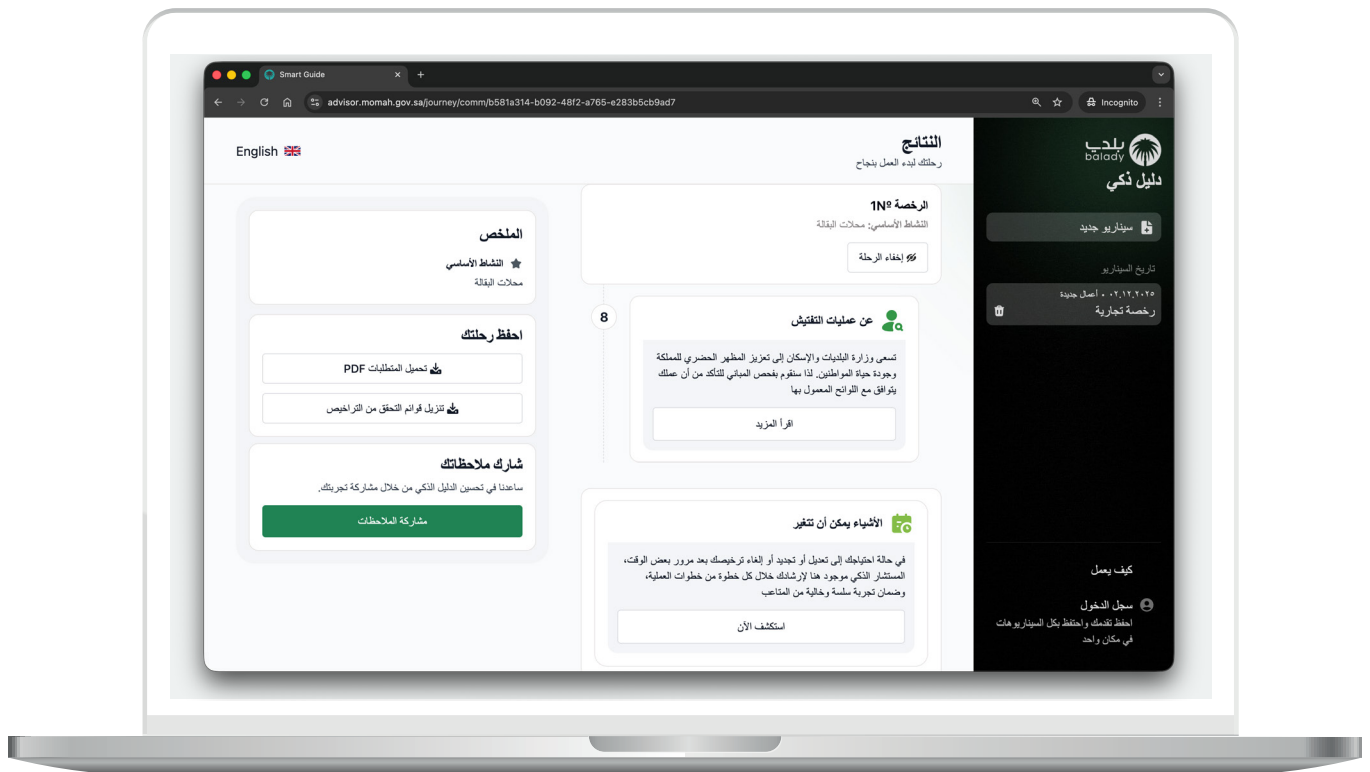 Smart Guide
advisor.momah.gov.sa/journey/comm/b581a314-b092-48f2-a765-e283b5cb9ad7
Incognito
بلدي
balady
دليل ذكي
سيناريو جديد
تاريخ السيناريو
٠٢.١٢.٢٠٢٥ • أعمال جديدة
رخصة تجارية
كيف يعمل
سجل الدخول
احفظ تقدمك واحتفظ بكل السيناريوهات
في مكان واحد
النتائج
رحلتك لبدء العمل بنجاح
English
الرخصة 1Nº
النشاط الأساسي: محلات البقالة
إخفاء الرحلة
8
عن عمليات التفتيش
تسعى وزارة البلديات والإسكان إلى تعزيز المظهر الحضري للمملكة
وجودة حياة المواطنين. لذا سنقوم بفحص المباني للتأكد من أن عملك
يتوافق مع اللوائح المعمول بها
اقرأ المزيد
الأشياء يمكن أن تتغير
في حالة احتياجك إلى تعديل أو تجديد أو إلغاء ترخيصك بعد مرور بعض الوقت،
المستشار الذكي موجود هنا لإرشادك خلال كل خطوة من خطوات العملية،
وضمان تجربة سلسة وخالية من المتاعب
استكشف الآن
الملخص
النشاط الأساسي
محلات البقالة
احفظ رحلتك
تحميل المتطلبات PDF
تنزيل قوائم التحقق من التراخيص
شارك ملاحظاتك
ساعدنا في تحسين الدليل الذكي من خلال مشاركة تجربتك.
مشاركة الملاحظات